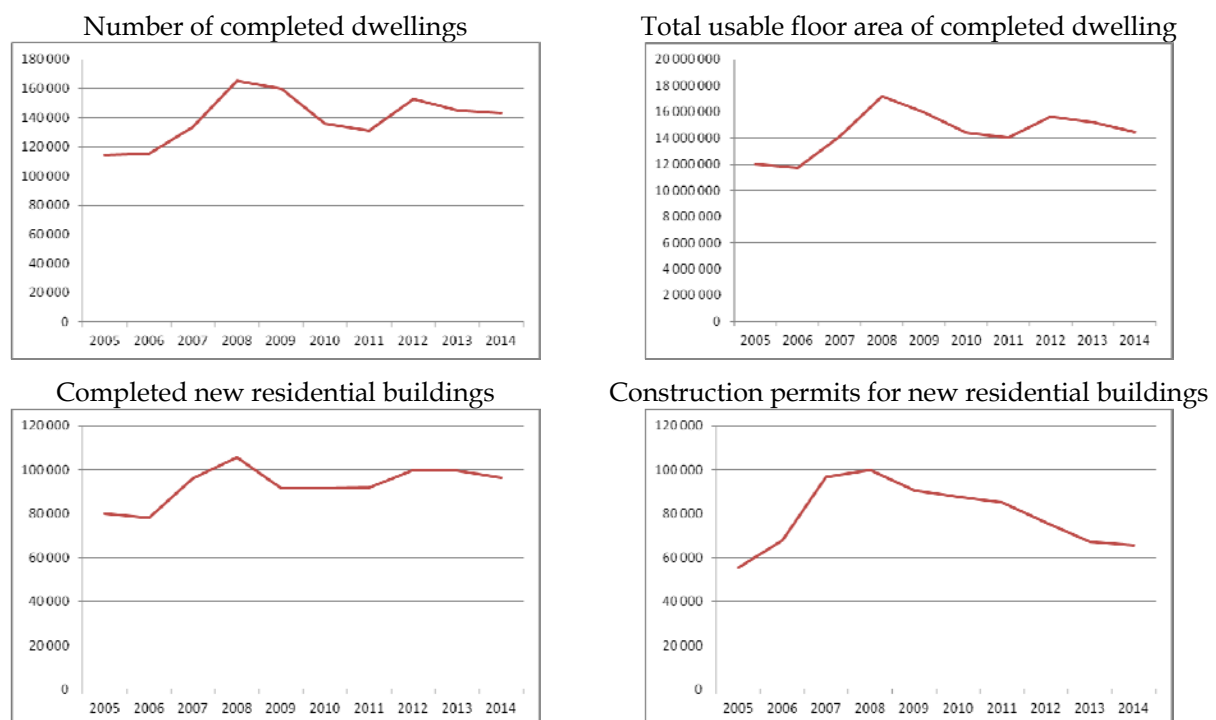 Number of completed dwellings
180 000
160 000
140 000
120 000
100 000
80 000
60 000
40 000
20 000
0
2005 2006 2007 2008 2009 2010 2011 2012 2013 2014
Total usable floor area of completed dwelling
20 000 000
18 000 000
16 000 000
14 000 000
12 000 000
10 000 000
8 000 000
6 000 000
4 000 000
2 000 000
0
2005 2006 2007 2008 2009 2010 2011 2012 2013 2014
Completed new residential buildings
120 000
100 000
80 000
60 000
40 000
20 000
0
2005 2006 2007 2008 2009 2010 2011 2012 2013 2014
Construction permits for new residential buildings
120 000
100 000
80 000
60 000
40 000
20 000
0
2005 2006 2007 2008 2009 2010 2011 2012 2013 2014